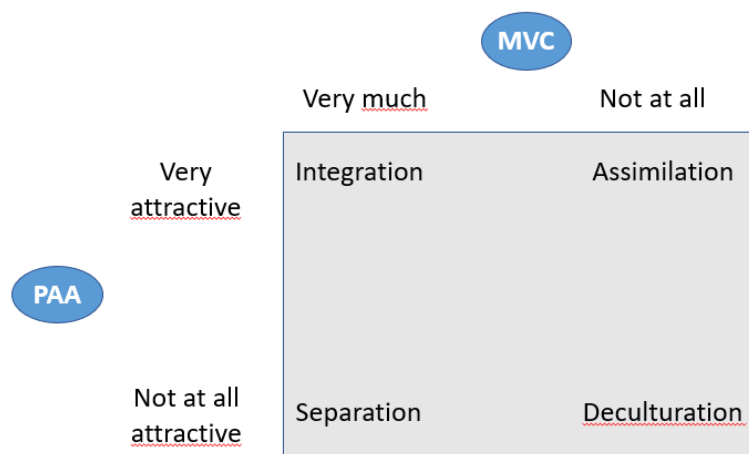 MVC
Very much Not at all
Very
attractive
Integration Assimilation
PAA
Not at all
attractive
Separation Deculturation